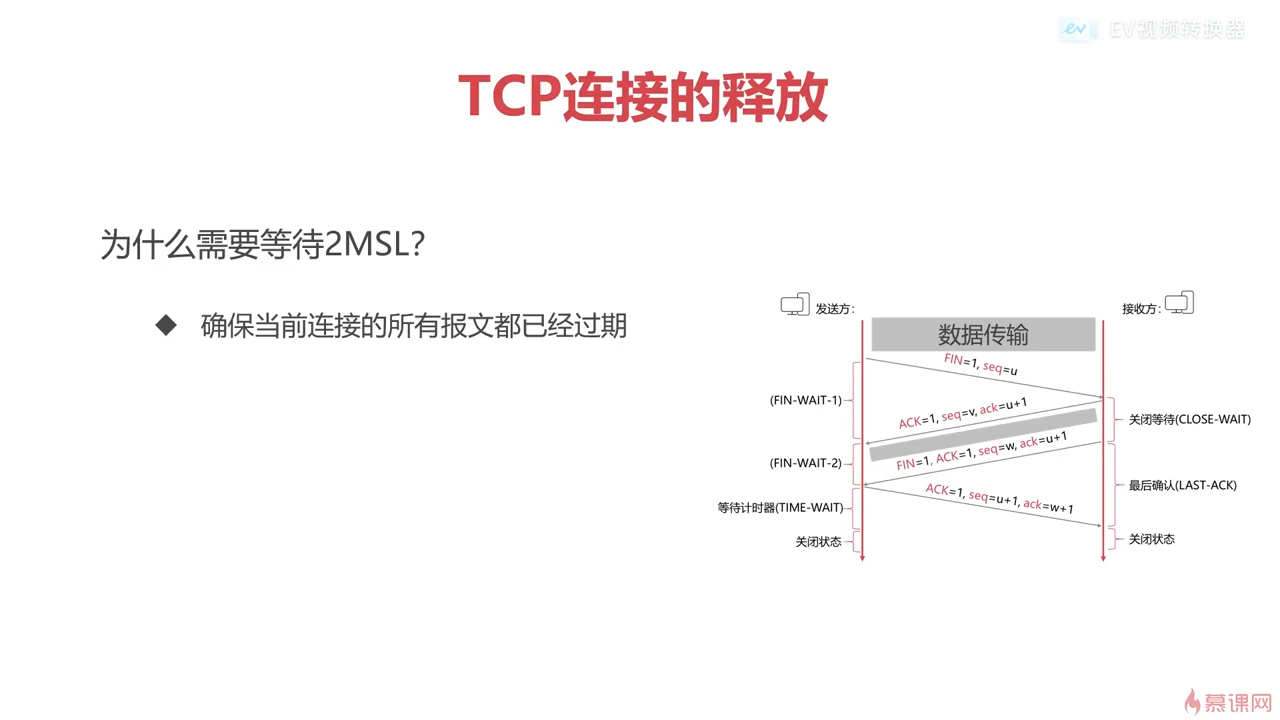 EV视频转换器
TCP连接的释放
为什么需要等待2MSL?
◆ 确保当前连接的所有报文都已经过期
发送方:
接收方:
数据传输
FIN=1, seq=u
(FIN-WAIT-1)
ACK=1, seq=v, ack=u+1
关闭等待(CLOSE-WAIT)
(FIN-WAIT-2)
FIN=1, ACK=1, seq=w, ack=u+1
最后确认(LAST-ACK)
等待计时器(TIME-WAIT)
ACK=1, seq=u+1, ack=w+1
关闭状态
关闭状态
慕课网